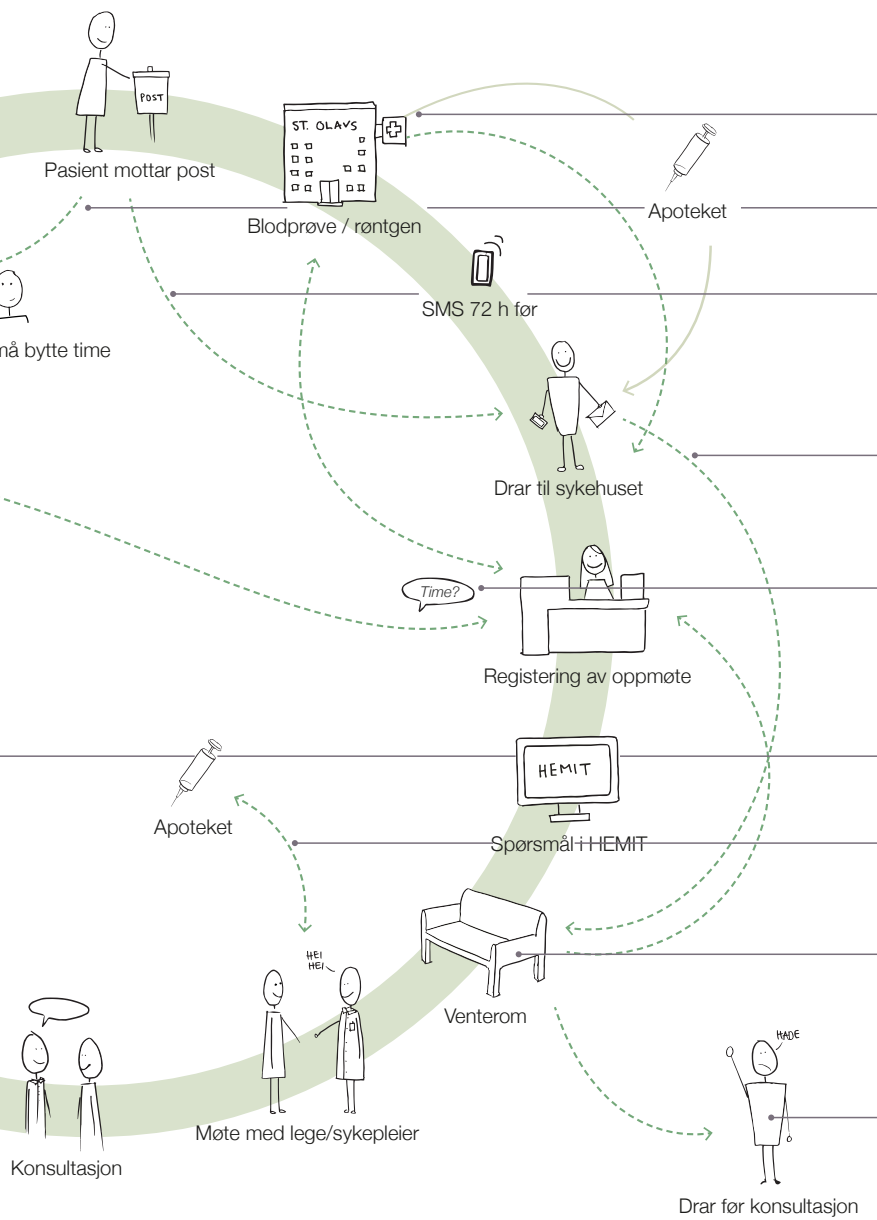 POST
Pasient mottar post
ST. OLAVS
Blodprøve / røntgen
Apoteket
SMS 72 h før
må bytte time
Drar til sykehuset
Time?
Registering av oppmøte
HEMIT
Apoteket
Spørsmål i HEMIT
HEI
HEI
Venterom
HADE
Møte med lege/sykepleier
Konsultasjon
Drar før konsultasjon